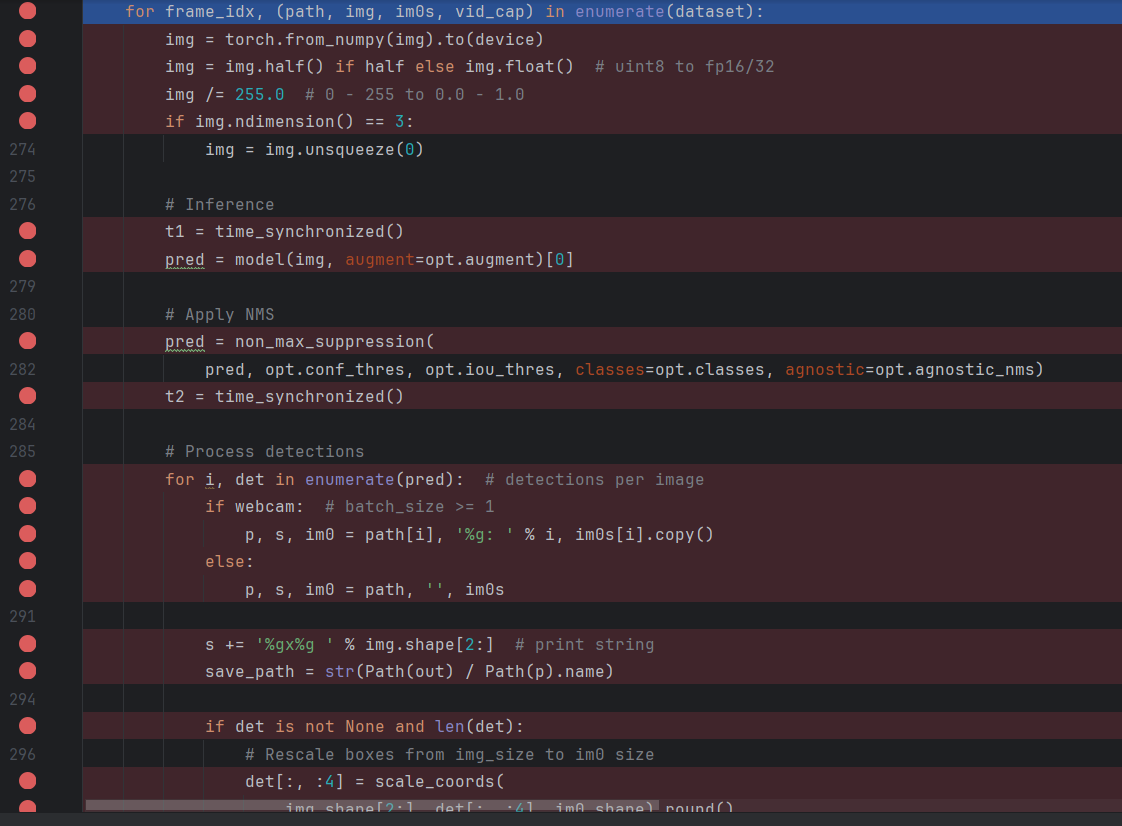 for frame_idx, (path, img, im0s, vid_cap) in enumerate(dataset):
img = torch.from_numpy(img).to(device)
img = img.half() if half else img.float()  # uint8 to fp16/32
img /= 255.0  # 0 - 255 to 0.0 - 1.0
if img.ndimension() == 3:
274 img = img.unsqueeze(0)
275
276 # Inference
t1 = time_synchronized()
pred = model(img, augment=opt.augment)[0]
279
280 # Apply NMS
pred = non_max_suppression(
282 pred, opt.conf_thres, opt.iou_thres, classes=opt.classes, agnostic=opt.agnostic_nms)
t2 = time_synchronized()
284
285 # Process detections
for i, det in enumerate(pred):  # detections per image
if webcam:  # batch_size >= 1
p, s, im0 = path[i], '%g: ' % i, im0s[i].copy()
else:
p, s, im0 = path, '', im0s
291
s += '%gx%g ' % img.shape[2:]  # print string
save_path = str(Path(out) / Path(p).name)
294
if det is not None and len(det):
296 # Rescale boxes from img_size to im0 size
det[:, :4] = scale_coords(
img.shape[2:], det[:, :4], im0.shape).round()